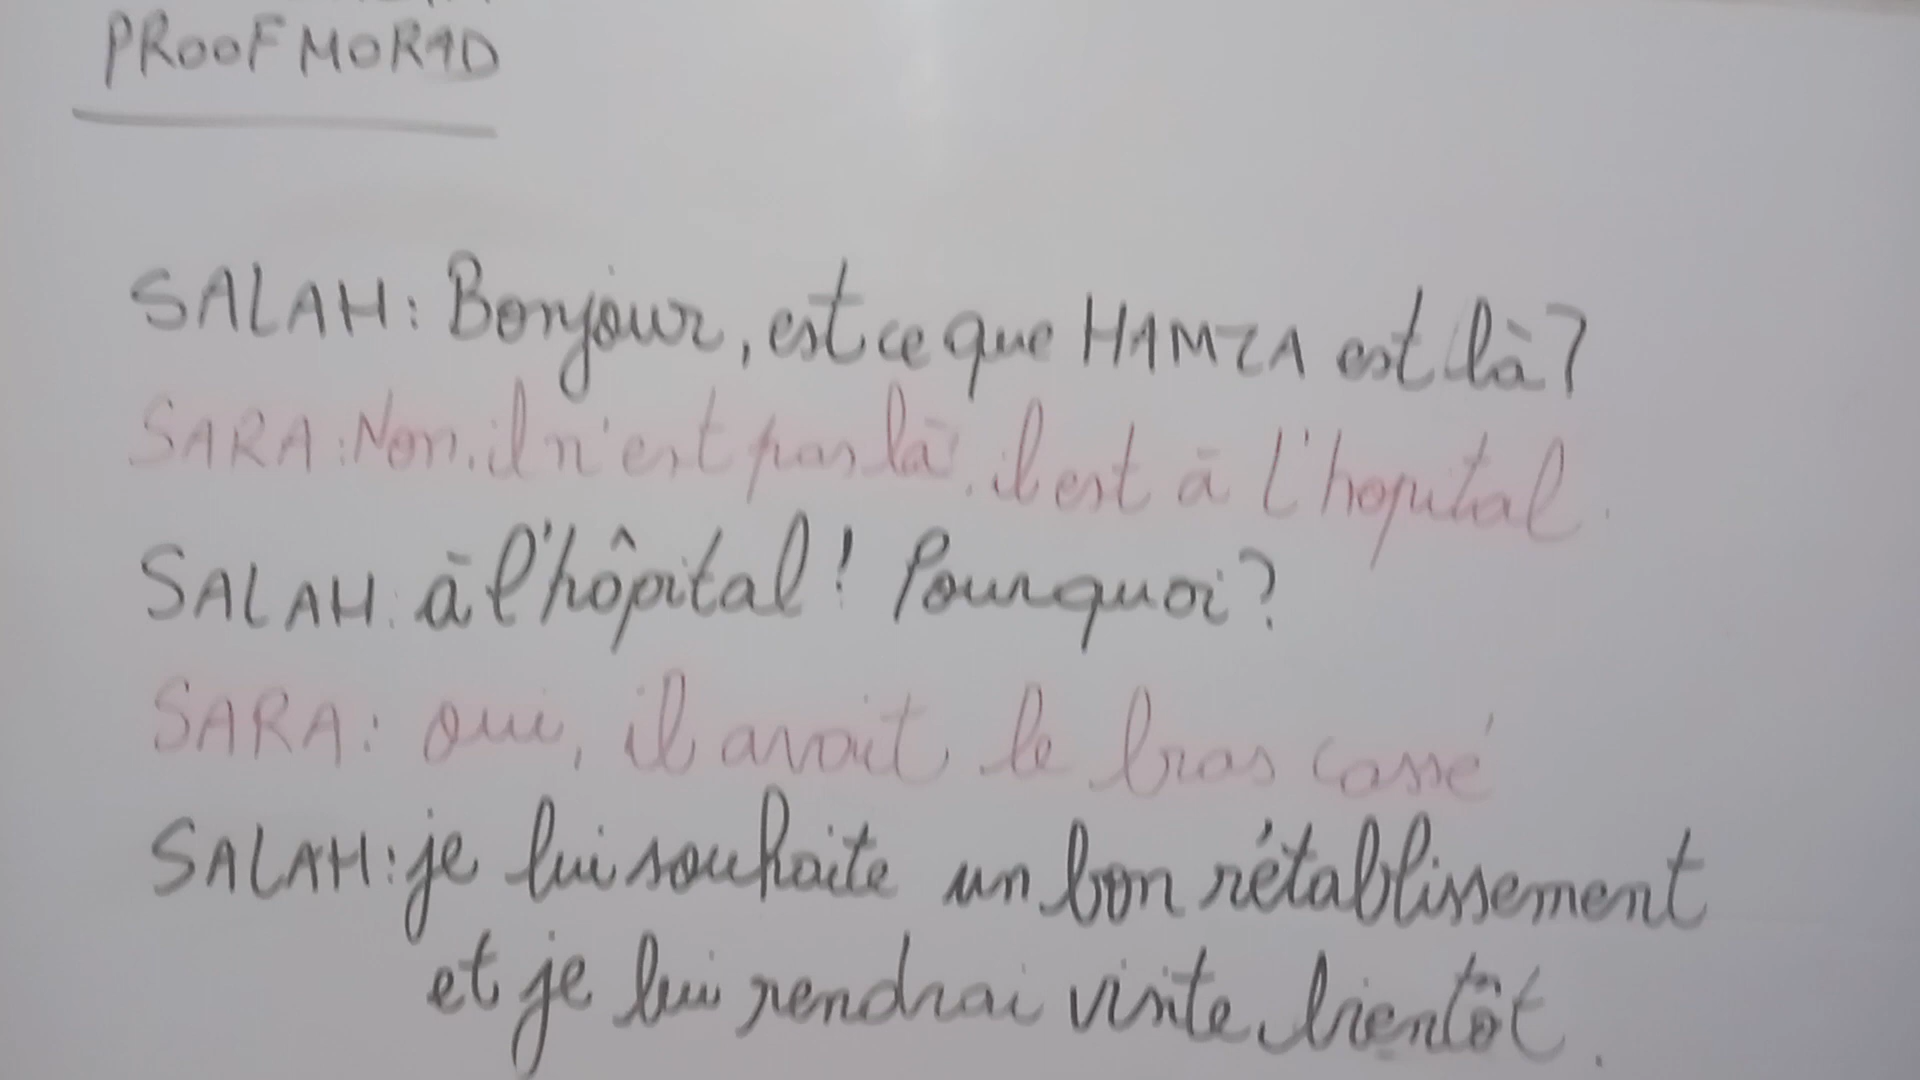 PROOF MORAD
SALAH: Bonjour, est ce que HAMZA est là?
SARA: Non, il n'est pas là, il est à l'hopital.
SALAH: à l'hôpital! Pourquoi?
SARA: oui, il avait le bras cassé
SALAH: je lui souhaite un bon rétablissement
et je lui rendrai visite bientôt.